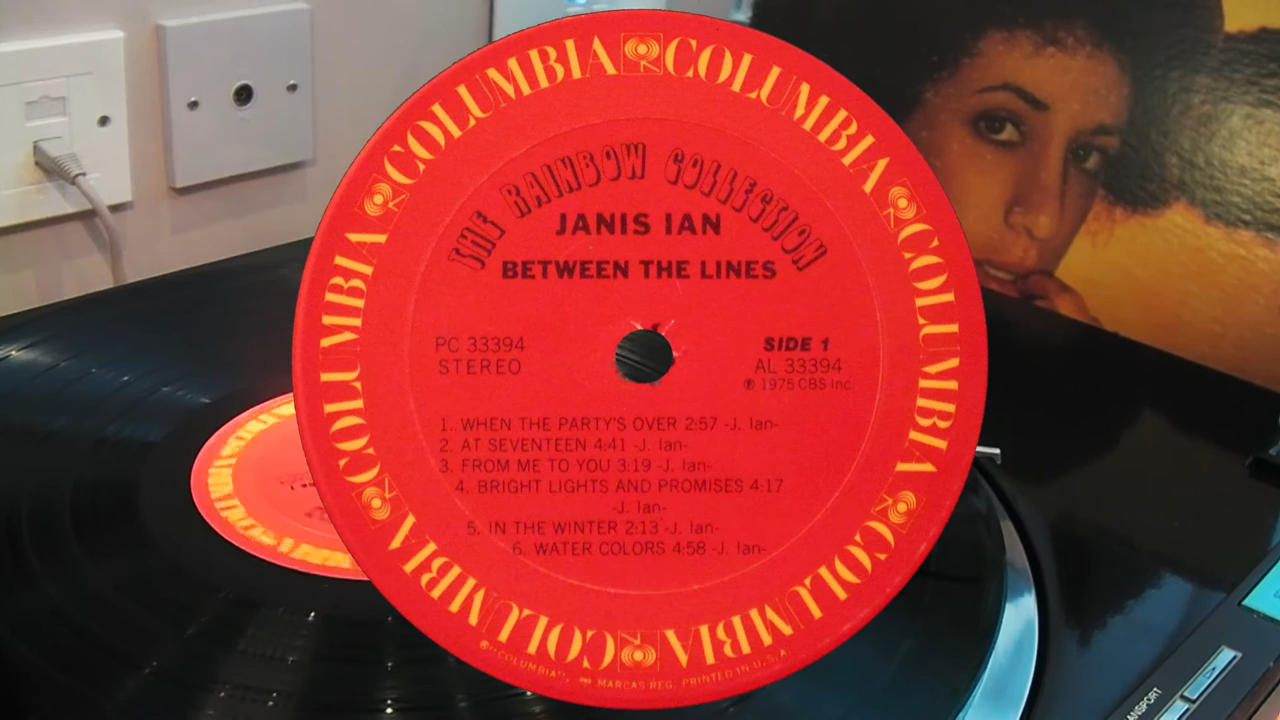 COLUMBIA COLUMBIA COLUMBIA COLUMBIA COLUMBIA COLUMBIA COLUMBIA COLUMBIA
THE RAINBOW COLLECTION
JANIS IAN
BETWEEN THE LINES
PC 33394
STEREO
SIDE 1
AL 33394
℗ 1975 CBS Inc.
1. WHEN THE PARTY'S OVER 2:57 -J. Ian-
2. AT SEVENTEEN 4:41 -J. Ian-
3. FROM ME TO YOU 3:19 -J. Ian-
4. BRIGHT LIGHTS AND PROMISES 4:17
-J. Ian-
5. IN THE WINTER 2:13 -J. Ian-
6. WATER COLORS 4:58 -J. Ian-
® "COLUMBIA", MARCAS REG. PRINTED IN U.S.A.